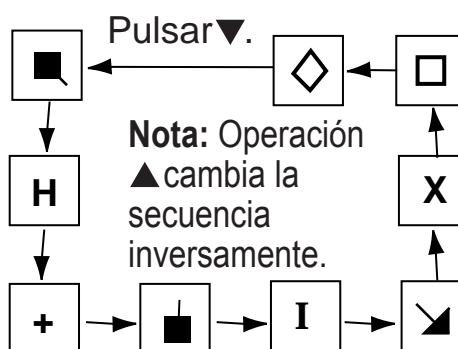 Pulsar▼.
Nota: Operación
▲cambia la
secuencia
inversamente.
H
X
+
I